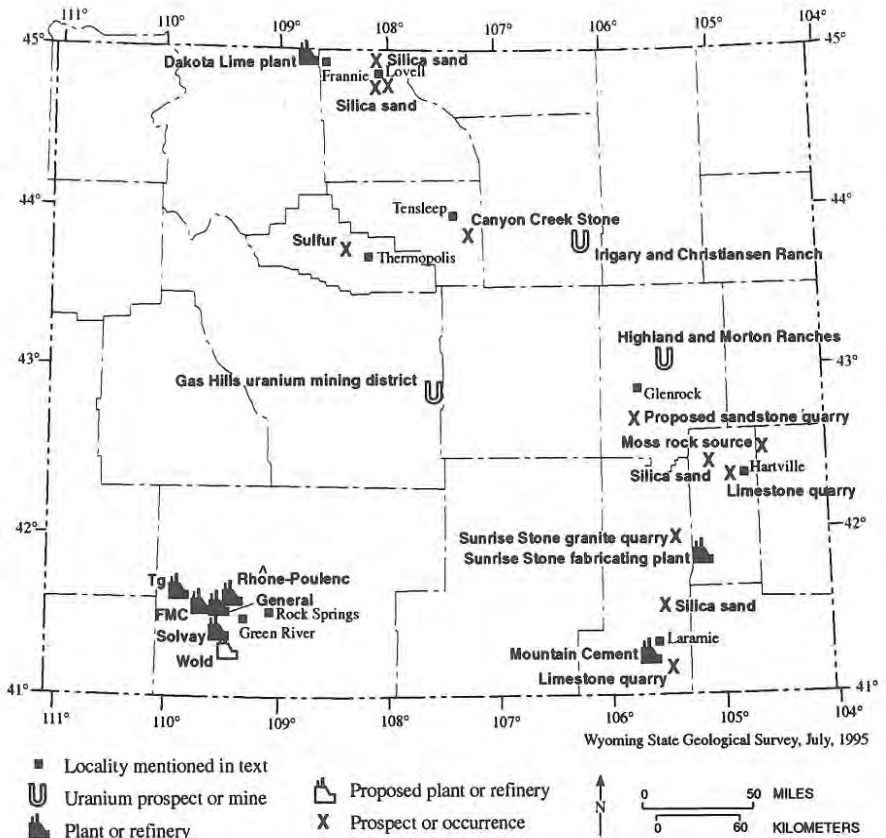 111° 110° 109° 108° 107° 106° 105° 104°
45° 45°
Dakota Lime plant
Frannie
X Silica sand
Lovell
X X
Silica sand
44° 44°
Tensleep
Canyon Creek Stone
X
Sulfur
X
Thermopolis
U
Irigary and Christiansen Ranch
Highland and Morton Ranches
U
43° 43°
Gas Hills uranium mining district
U
Glenrock
X Proposed sandstone quarry
Moss rock source X
Silica sand X
X Hartville
Limestone quarry
42° 42°
Sunrise Stone granite quarry X
Sunrise Stone fabricating plant
Tg
Rhône-Poulenc
General
FMC
Rock Springs
Green River
Solvay
Wold
X Silica sand
Laramie
Mountain Cement
Limestone quarry X
41° 41°
111° 110° 109° 108° 107° 106° 105° 104°
Wyoming State Geological Survey, July, 1995
Locality mentioned in text
U Uranium prospect or mine
Plant or refinery
Proposed plant or refinery
X Prospect or occurrence
N
0 50 MILES
0 60 KILOMETERS